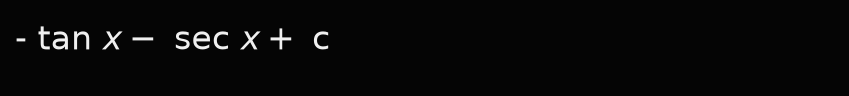 - tan x − sec x + c